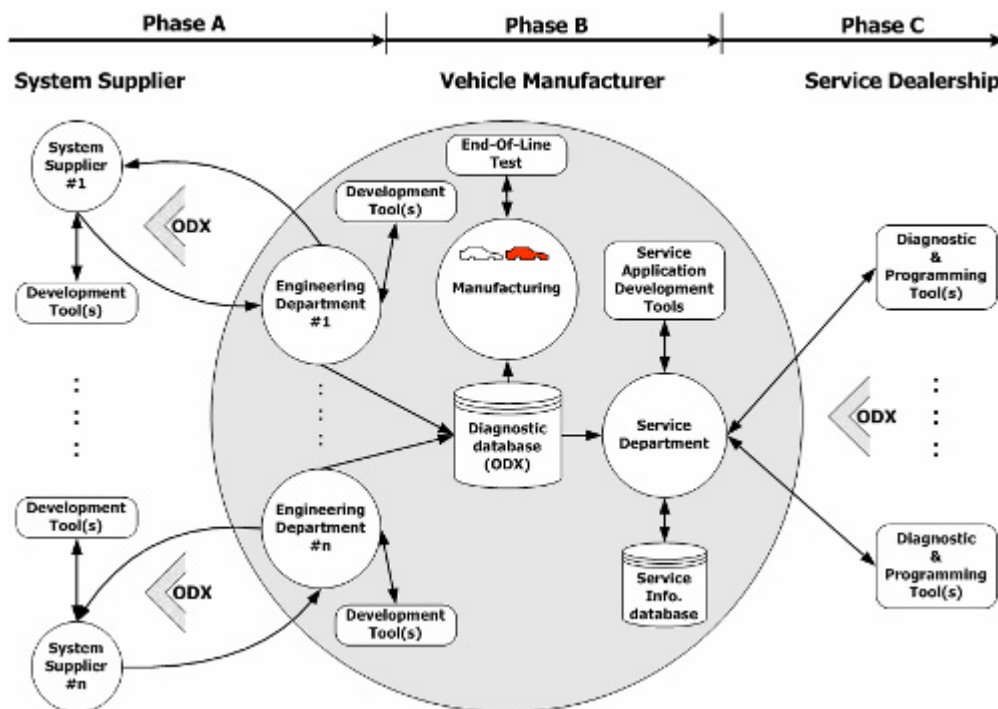 Phase A
Phase B
Phase C
System Supplier
Vehicle Manufacturer
Service Dealership
System
Supplier
#1
ODX
Development
Tool(s)
Engineering
Department
#1
Development
Tool(s)
End-Of-Line
Test
Manufacturing
Service
Application
Development
Tools
Diagnostic
&
Programming
Tool(s)
Diagnostic
database
(ODX)
Service
Department
ODX
Development
Tool(s)
Engineering
Department
#n
ODX
System
Supplier
#n
Development
Tool(s)
Service
Info.
database
Diagnostic
&
Programming
Tool(s)